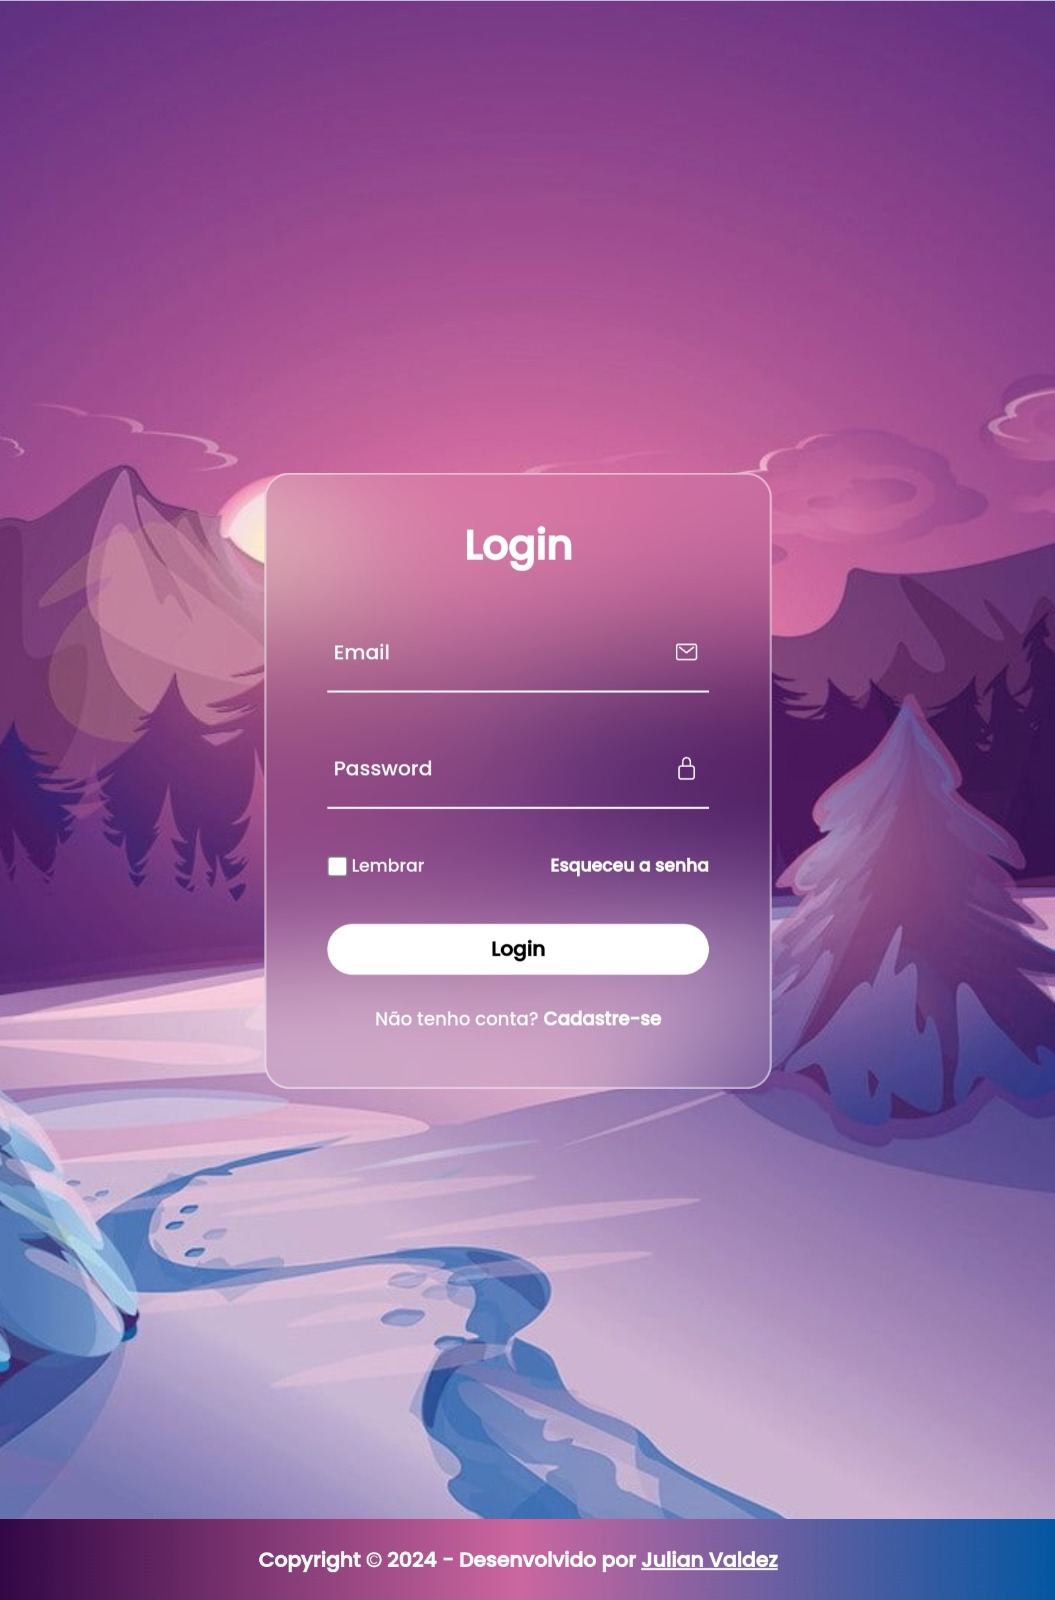 Login
Email
Password
Lembrar Esqueceu a senha
Login
Não tenho conta? Cadastre-se
Copyright © 2024 - Desenvolvido por Julian Valdez